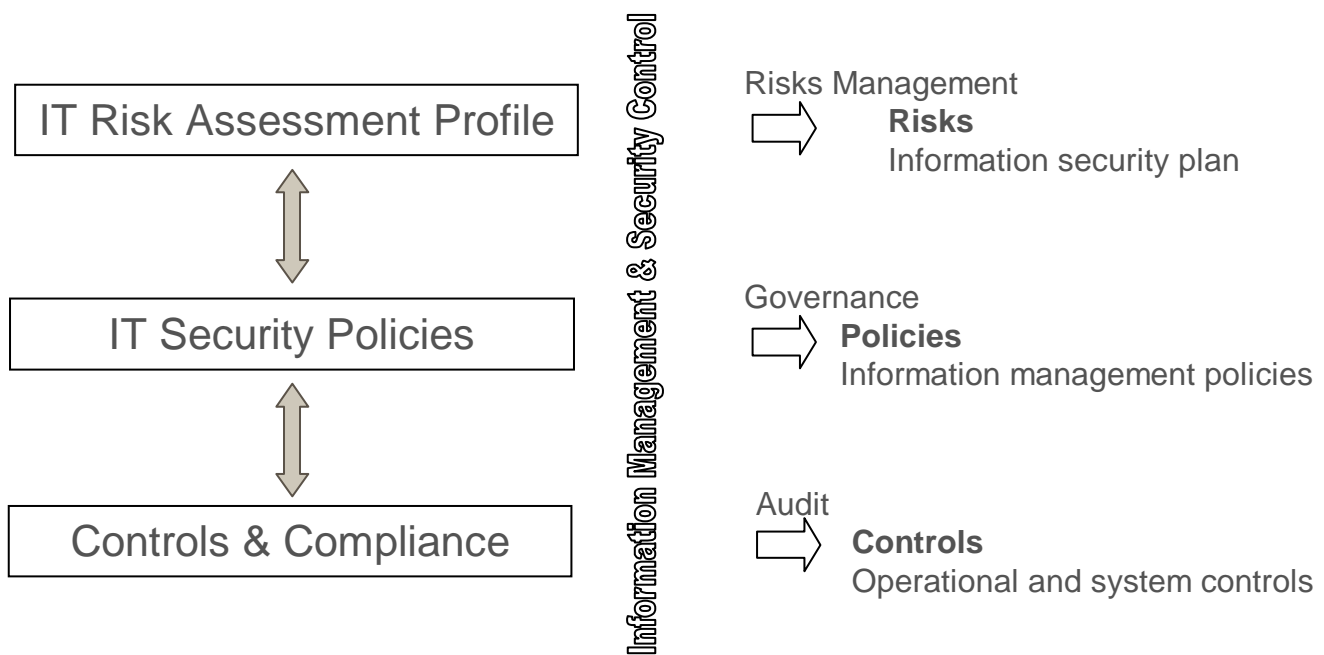 IT Risk Assessment Profile
IT Security Policies
Controls & Compliance
Information Management & Security Control
Risks Management
Risks
Information security plan
Governance
Policies
Information management policies
Audit
Controls
Operational and system controls